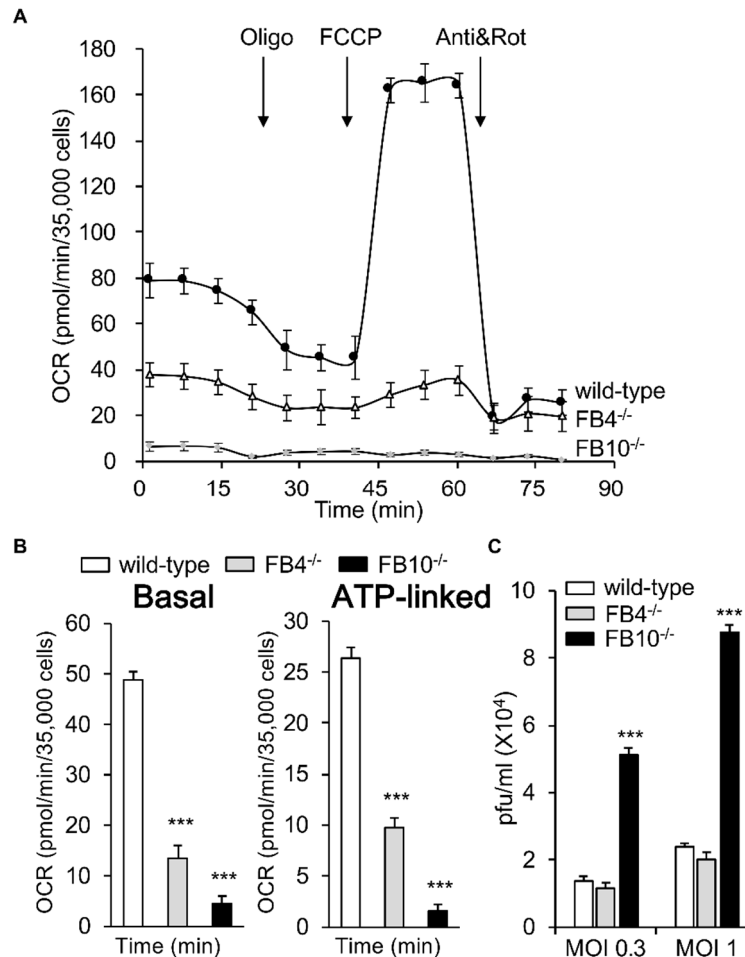 A
Oligo FCCP Anti&Rot
OCR (pmol/min/35,000 cells)
180
160
140
120
100
80
60
40
20
0
wild-type
FB4-/-
FB10-/-
0 15 30 45 60 75 90
Time (min)
B
wild-type FB4-/- FB10-/-
Basal
OCR (pmol/min/35,000 cells)
60
50
40
30
20
10
0
***
***
Time (min)
ATP-linked
OCR (pmol/min/35,000 cells)
30
25
20
15
10
5
0
***
***
Time (min)
C
wild-type
FB4-/-
FB10-/-
pfu/ml (X10⁴)
10
8
6
4
2
0
***
***
MOI 0.3 MOI 1